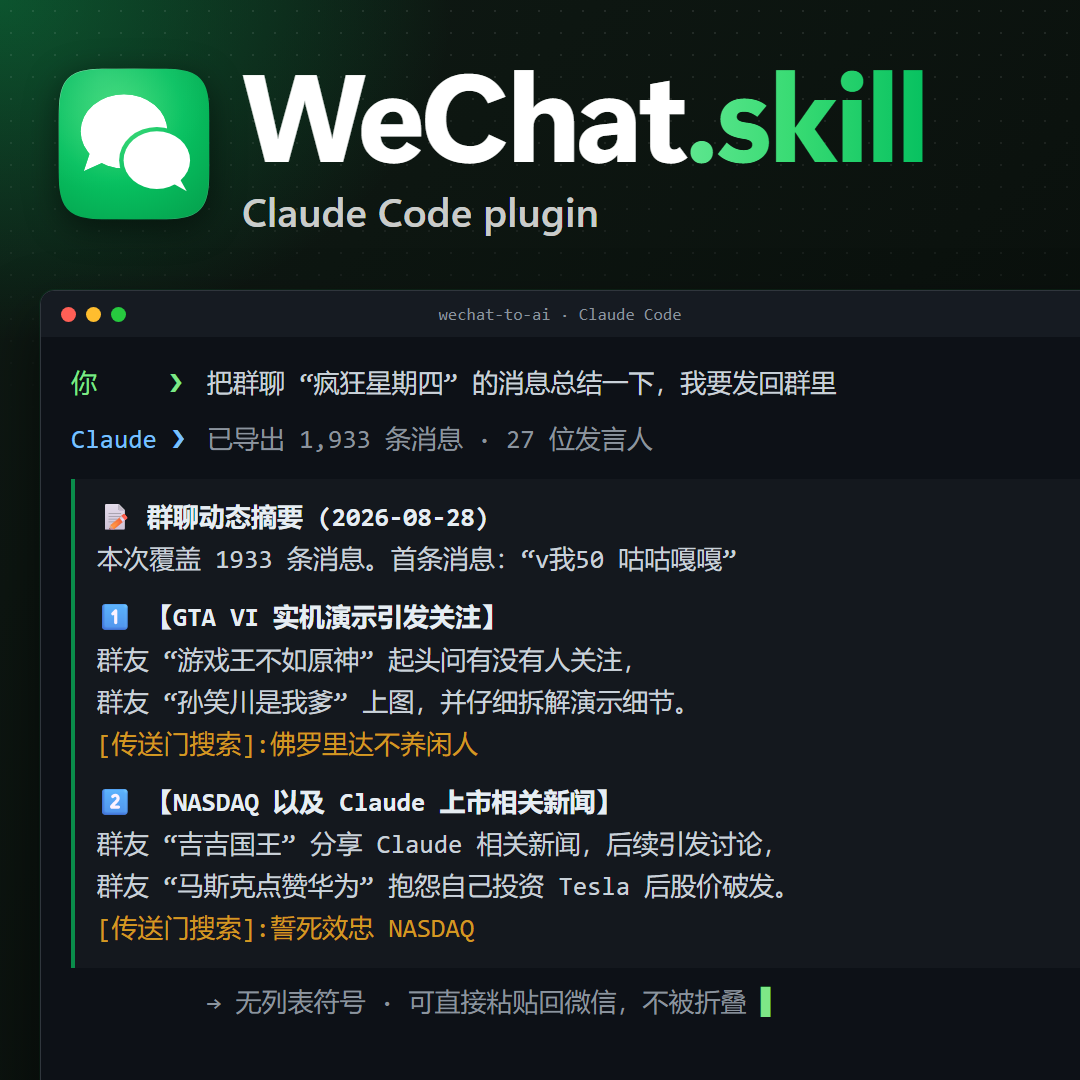 WeChat.skill
Claude Code plugin
wechat-to-ai · Claude Code
你 ❯ 把群聊 “疯狂星期四” 的消息总结一下，我要发回群里
Claude ❯ 已导出 1,933 条消息 · 27 位发言人
📝 群聊动态摘要 (2026-08-28)
本次覆盖 1933 条消息。首条消息：“v我50 咕咕嘎嘎”
1️⃣ 【GTA VI 实机演示引发关注】
群友 “游戏王不如原神” 起头问有没有人关注，
群友 “孙笑川是我爹” 上图，并仔细拆解演示细节。
[传送门搜索]:佛罗里达不养闲人
2️⃣ 【NASDAQ 以及 Claude 上市相关新闻】
群友 “吉吉国王” 分享 Claude 相关新闻，后续引发讨论，
群友 “马斯克点赞华为” 抱怨自己投资 Tesla 后股价破发。
[传送门搜索]:誓死效忠 NASDAQ
→ 无列表符号 · 可直接粘贴回微信，不被折叠